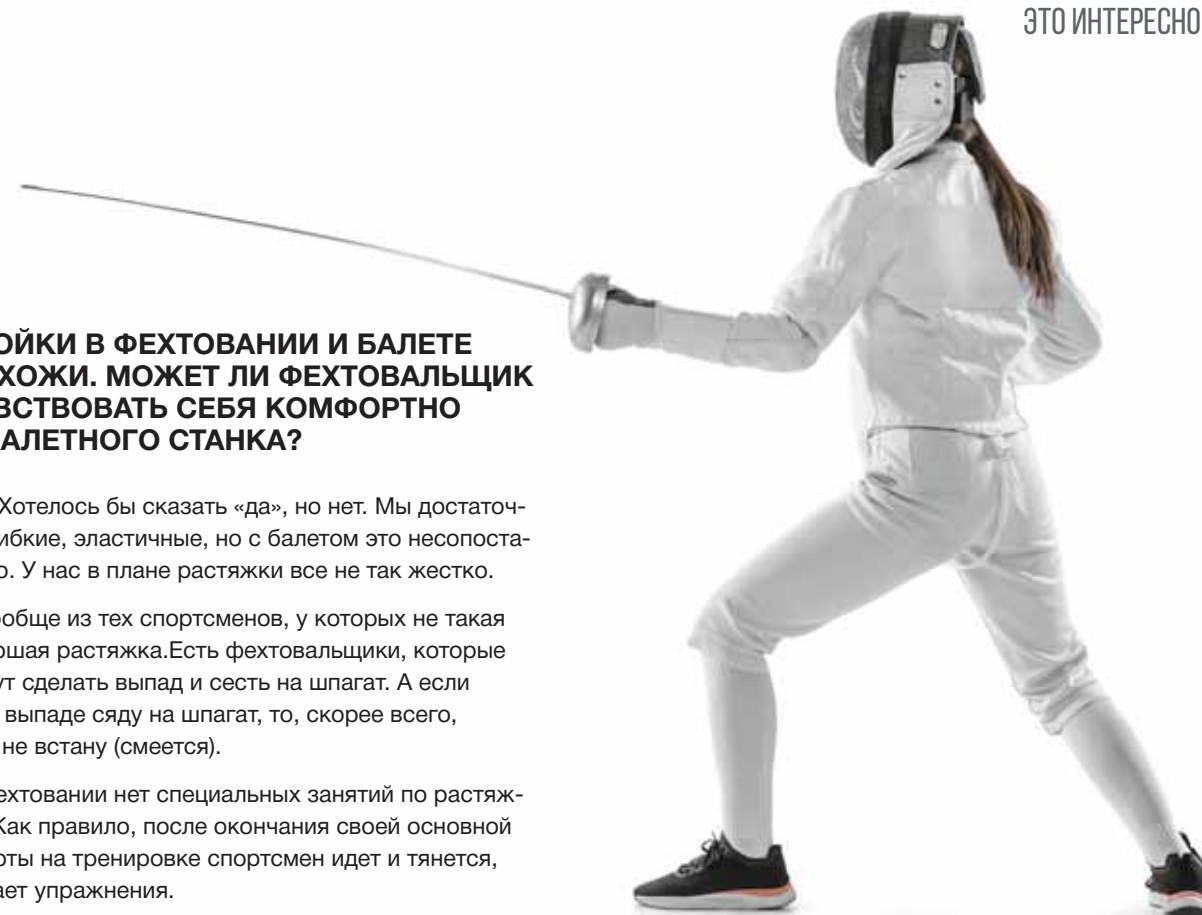 ЭТО ИНТЕРЕСНО
ОЙКИ В ФЕХТОВАНИИ И БАЛЕТЕ
ХОЖИ. МОЖЕТ ЛИ ФЕХТОВАЛЬЩИК
ВСТВОВАТЬ СЕБЯ КОМФОРТНО
АЛЕТНОГО СТАНКА?
Хотелось бы сказать «да», но нет. Мы достаточ-
ибкие, эластичные, но с балетом это несопоста-
о. У нас в плане растяжки все не так жестко.
ообще из тех спортсменов, у которых не такая
ошая растяжка.Есть фехтовальщики, которые
ут сделать выпад и сесть на шпагат. А если
выпаде сяду на шпагат, то, скорее всего,
не встану (смеется).
ехтовании нет специальных занятий по растяж-
Как правило, после окончания своей основной
оты на тренировке спортсмен идет и тянется,
ает упражнения.